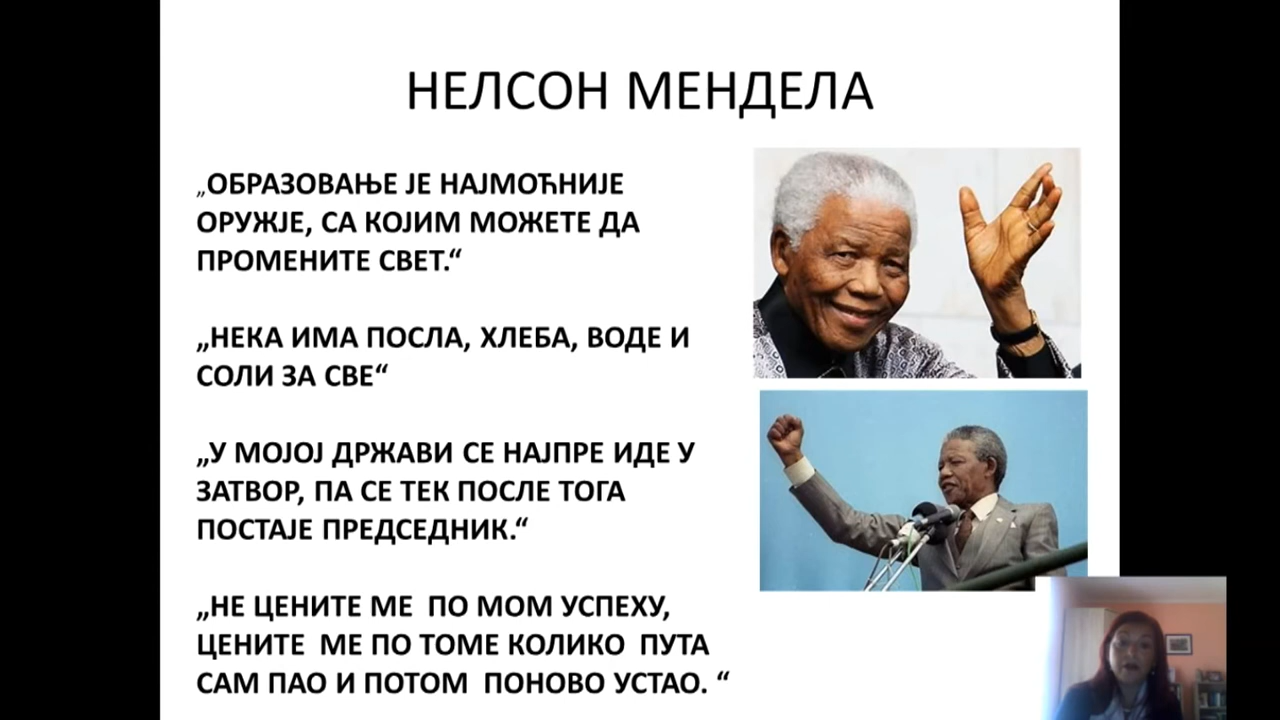 НЕЛСОН МЕНДЕЛА
„ОБРАЗОВАЊЕ ЈЕ НАЈМОЋНИЈЕ
ОРУЖЈЕ, СА КОЈИМ МОЖЕТЕ ДА
ПРОМЕНИТЕ СВЕТ.“
„НЕКА ИМА ПОСЛА, ХЛЕБА, ВОДЕ И
СОЛИ ЗА СВЕ“
„У МОЈОЈ ДРЖАВИ СЕ НАЈПРЕ ИДЕ У
ЗАТВОР, ПА СЕ ТЕК ПОСЛЕ ТОГА
ПОСТАЈЕ ПРЕДСЕДНИК.“
„НЕ ЦЕНИТЕ МЕ  ПО МОМ УСПЕХУ,
ЦЕНИТЕ  МЕ ПО ТОМЕ КОЛИКО  ПУТА
САМ ПАО И ПОТОМ  ПОНОВО УСТАО. “